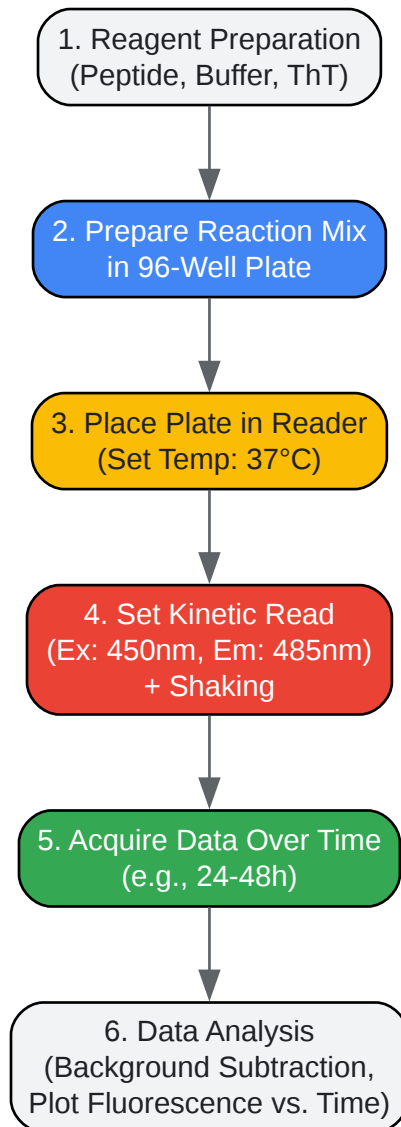 1. Reagent Preparation
(Peptide, Buffer, ThT)
2. Prepare Reaction Mix
in 96-Well Plate
3. Place Plate in Reader
(Set Temp: 37°C)
4. Set Kinetic Read
(Ex: 450nm, Em: 485nm)
+ Shaking
5. Acquire Data Over Time
(e.g., 24-48h)
6. Data Analysis
(Background Subtraction,
Plot Fluorescence vs. Time)